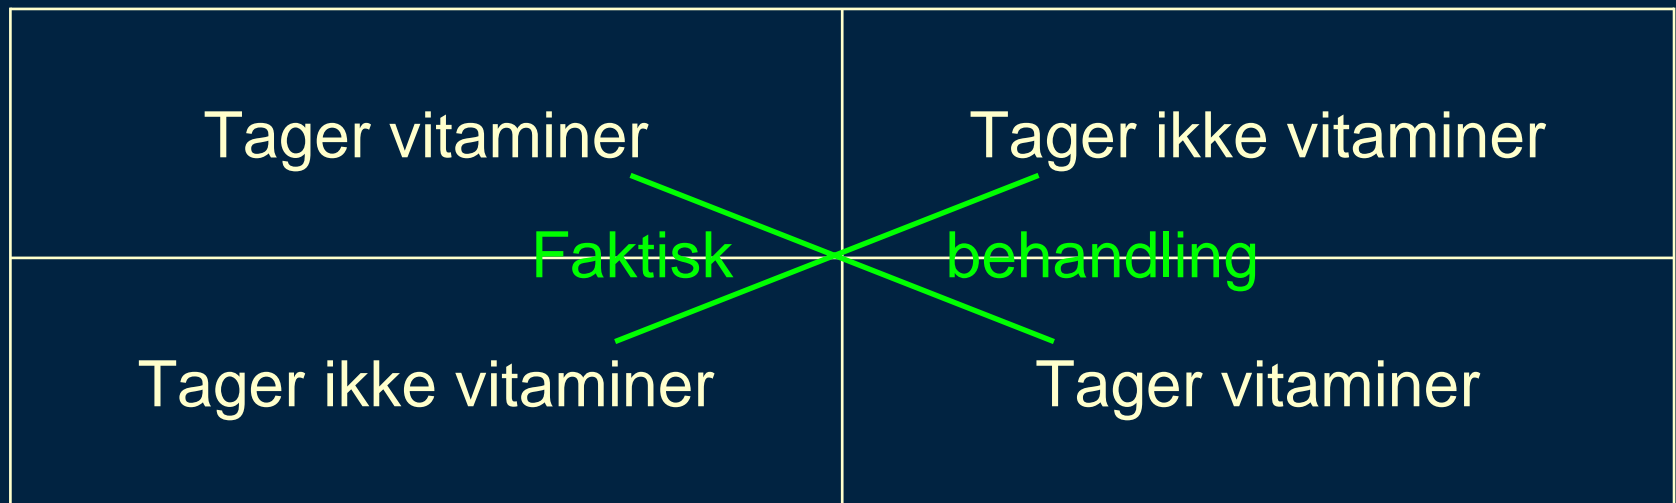 Tager vitaminer
Tager ikke vitaminer
Faktisk behandling
Tager ikke vitaminer
Tager vitaminer